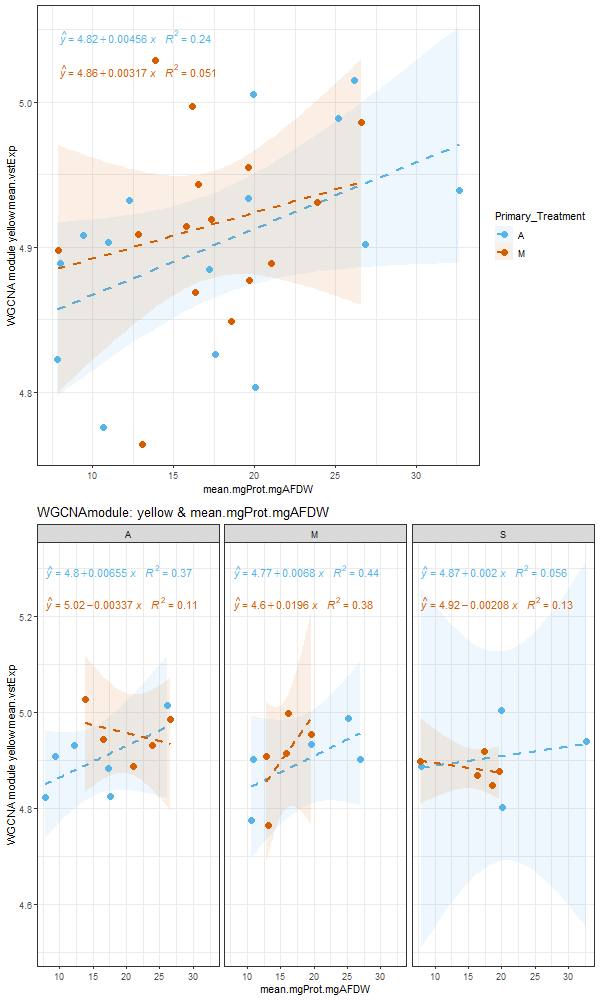 ŷ = 4.82 + 0.00456 x   R² = 0.24
ŷ = 4.86 + 0.00317 x   R² = 0.051
5.0
4.9
4.8
WGCNA module yellowmean.vstExp
10 15 20 25 30
mean.mgProt.mgAFDW
Primary_Treatment
A
M
WGCNAmodule: yellow & mean.mgProt.mgAFDW
A M S
ŷ = 4.8 + 0.00655 x   R² = 0.37
ŷ = 5.02 − 0.00337 x   R² = 0.11
ŷ = 4.77 + 0.0068 x   R² = 0.44
ŷ = 4.6 + 0.0196 x   R² = 0.38
ŷ = 4.87 + 0.002 x   R² = 0.056
ŷ = 4.92 − 0.00208 x   R² = 0.13
5.2
5.0
4.8
4.6
WGCNA module yellowmean.vstExp
10 15 20 25 30
10 15 20 25 30
10 15 20 25 30
mean.mgProt.mgAFDW